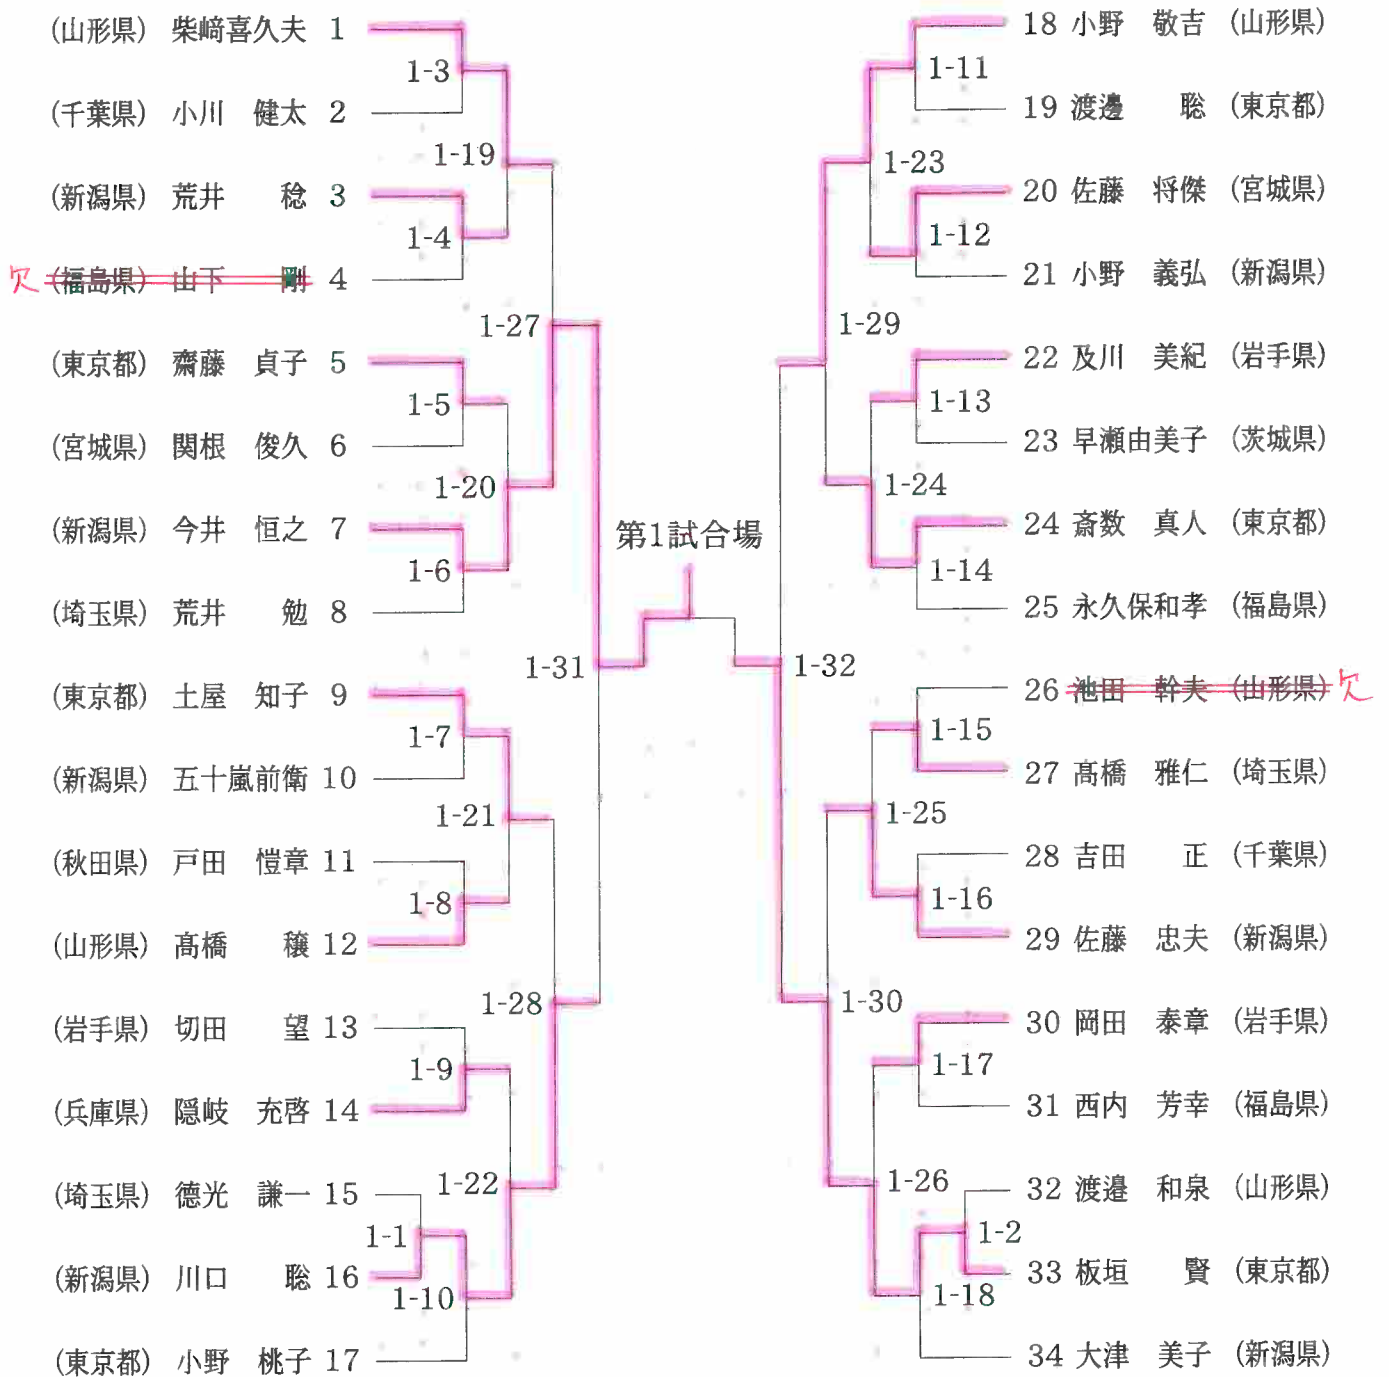 (山形県) 柴﨑喜久夫 1
1-3
(千葉県) 小川 健太 2
1-19
(新潟県) 荒井 稔 3
1-4
欠 (福島県) 山下 剛 4
1-27
(東京都) 齋藤 貞子 5
1-5
(宮城県) 関根 俊久 6
1-20
(新潟県) 今井 恒之 7
1-6
(埼玉県) 荒井 勉 8
1-31
(東京都) 土屋 知子 9
1-7
(新潟県) 五十嵐前衛 10
1-21
(秋田県) 戸田 愷章 11
1-8
(山形県) 髙橋 穣 12
1-28
(岩手県) 切田 望 13
1-9
(兵庫県) 隠岐 充啓 14
1-22
(埼玉県) 德光 謙一 15
1-1
(新潟県) 川口 聡 16
1-10
(東京都) 小野 桃子 17
第1試合場
18 小野 敬吉 (山形県)
1-11
19 渡邊 聡 (東京都)
1-23
20 佐藤 将傑 (宮城県)
1-12
21 小野 義弘 (新潟県)
1-29
22 及川 美紀 (岩手県)
1-13
23 早瀬由美子 (茨城県)
1-24
24 斎数 真人 (東京都)
1-14
25 永久保和孝 (福島県)
1-32
26 池田 幹夫 (山形県) 欠
1-15
27 髙橋 雅仁 (埼玉県)
1-25
28 吉田 正 (千葉県)
1-16
29 佐藤 忠夫 (新潟県)
1-30
30 岡田 泰章 (岩手県)
1-17
31 西内 芳幸 (福島県)
1-26
32 渡邉 和泉 (山形県)
1-2
33 板垣 賢 (東京都)
1-18
34 大津 美子 (新潟県)